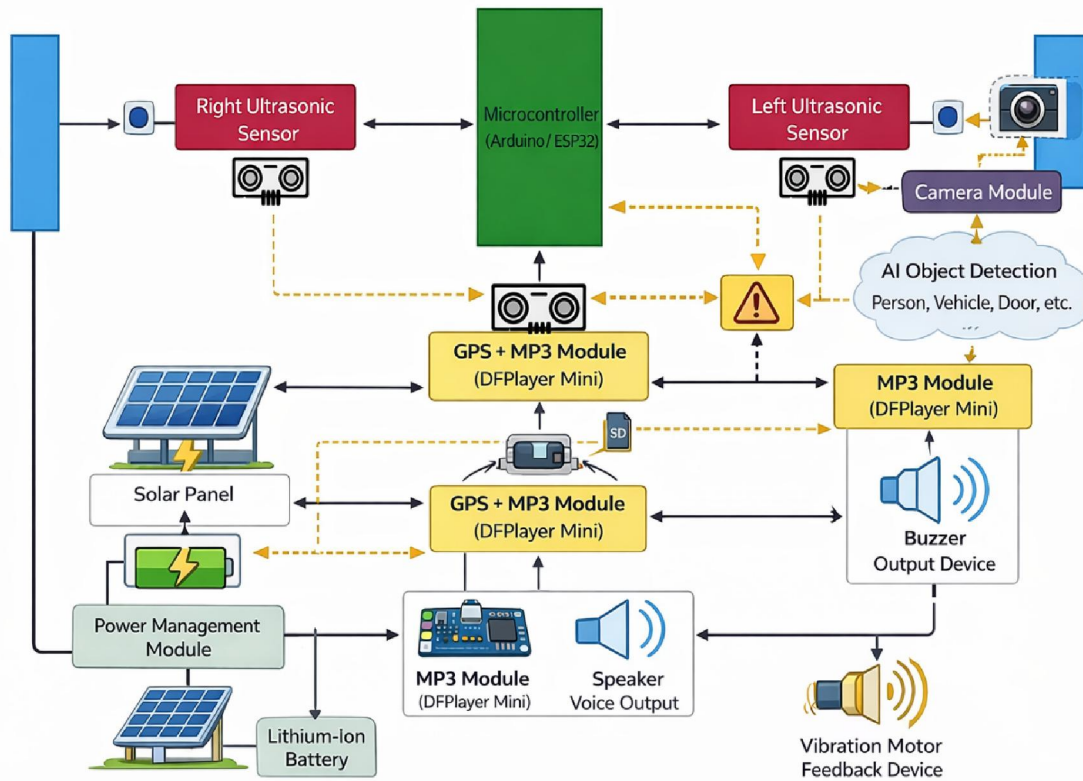 Right Ultrasonic
Sensor
Microcontroller
(Arduino/ ESP32)
Left Ultrasonic
Sensor
Camera Module
AI Object Detection
Person, Vehicle, Door, etc.
...
GPS + MP3 Module
(DFPlayer Mini)
MP3 Module
(DFPlayer Mini)
SD
Solar Panel
GPS + MP3 Module
(DFPlayer Mini)
Buzzer
Output Device
Power Management
Module
MP3 Module
(DFPlayer Mini)
Speaker
Voice Output
Lithium-Ion
Battery
Vibration Motor
Feedback Device